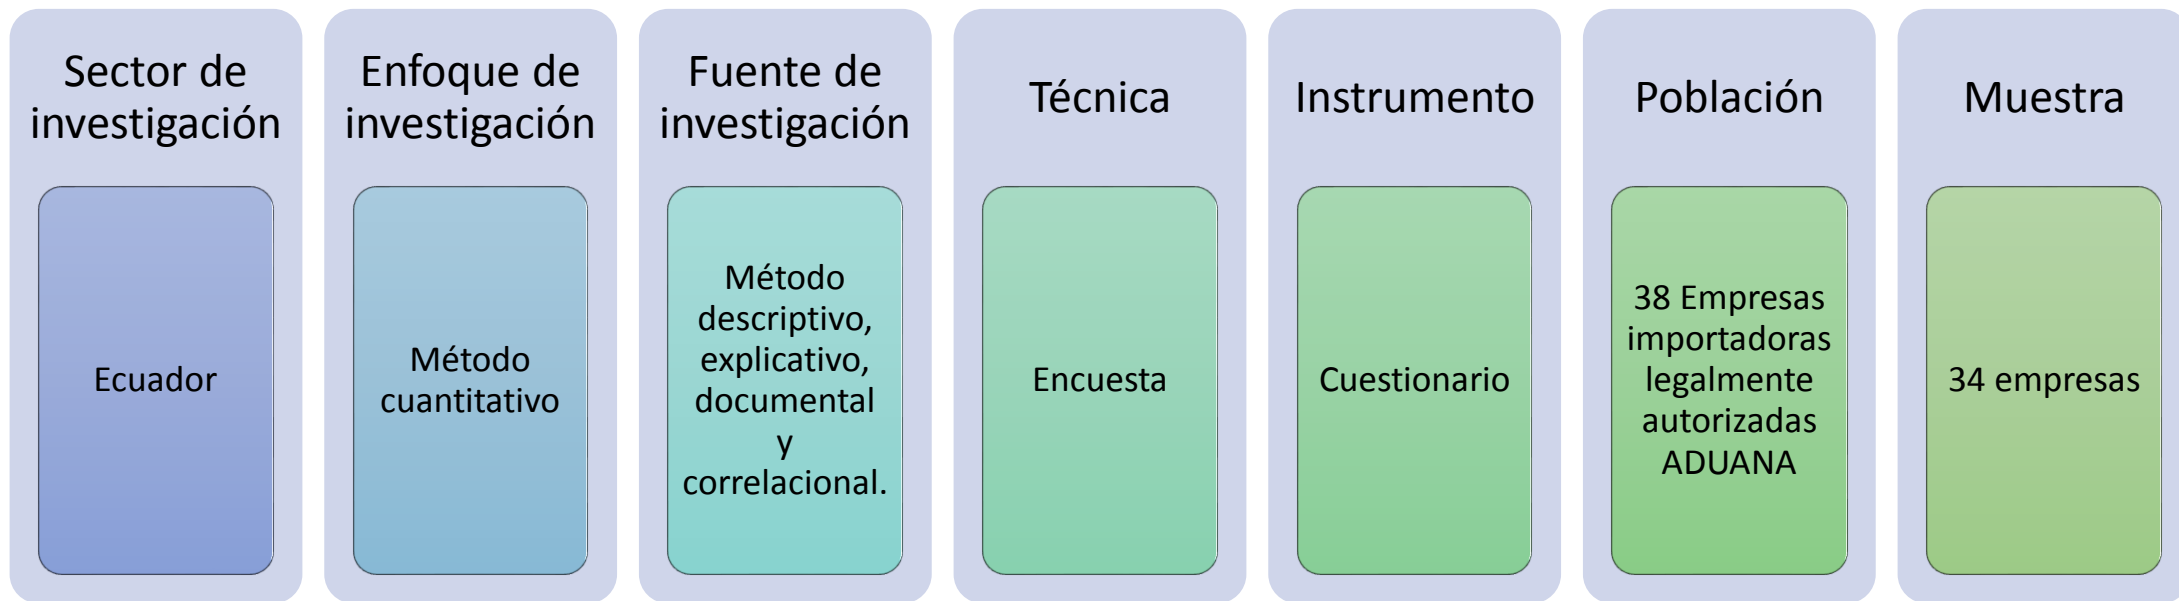 Sector de
investigación
Ecuador
Enfoque de
investigación
Método
cuantitativo
Fuente de
investigación
Método
descriptivo,
explicativo,
documental
y
correlacional.
Técnica
Encuesta
Instrumento
Cuestionario
Población
38 Empresas
importadoras
legalmente
autorizadas
ADUANA
Muestra
34 empresas